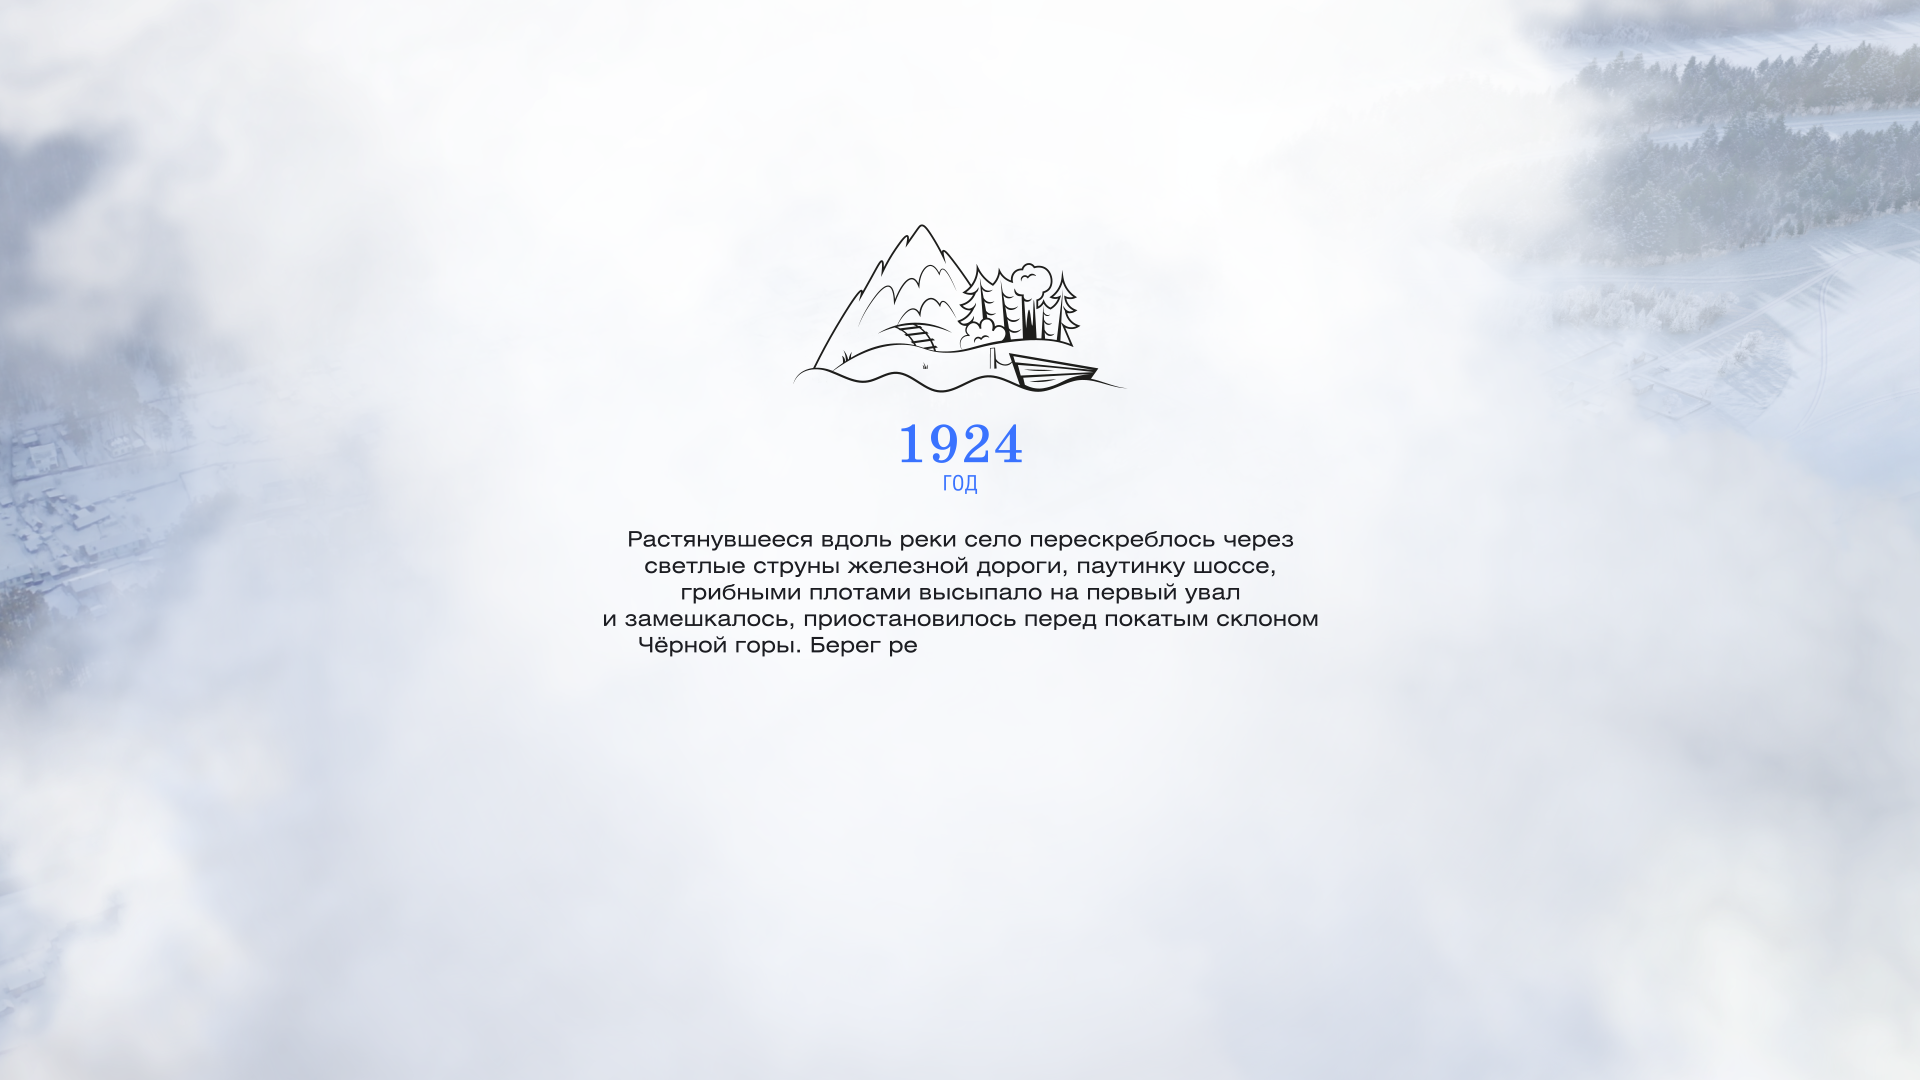 1924
ГОД
Растянувшееся вдоль реки село перескреблось через
светлые струны железной дороги, паутинку шоссе,
грибными плотами высыпало на первый увал
и замешкалось, приостановилось перед покатым склоном
Чёрной горы. Берег ре